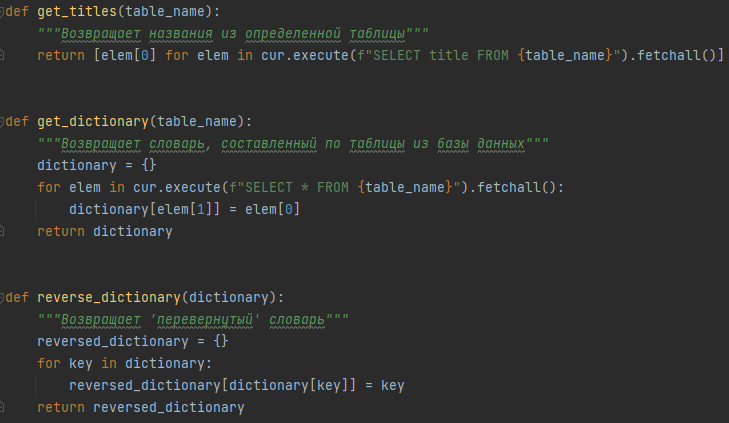 def get_titles(table_name):
    """Возвращает названия из определенной таблицы"""
    return [elem[0] for elem in cur.execute(f"SELECT title FROM {table_name}").fetchall()]
def get_dictionary(table_name):
    """Возвращает словарь, составленный по таблицы из базы данных"""
    dictionary = {}
    for elem in cur.execute(f"SELECT * FROM {table_name}").fetchall():
        dictionary[elem[1]] = elem[0]
    return dictionary
def reverse_dictionary(dictionary):
    """Возвращает 'перевернутый' словарь"""
    reversed_dictionary = {}
    for key in dictionary:
        reversed_dictionary[dictionary[key]] = key
    return reversed_dictionary